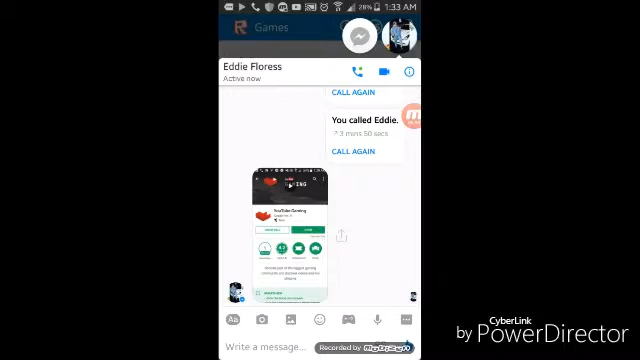 28% 1:33 AM
Games
Eddie Floress
Active now
CALL AGAIN
You called Eddie.
3 mins 50 secs
CALL AGAIN
YouTube Gaming
Aa
Write a message...
Recorded by
CyberLink
by PowerDirector